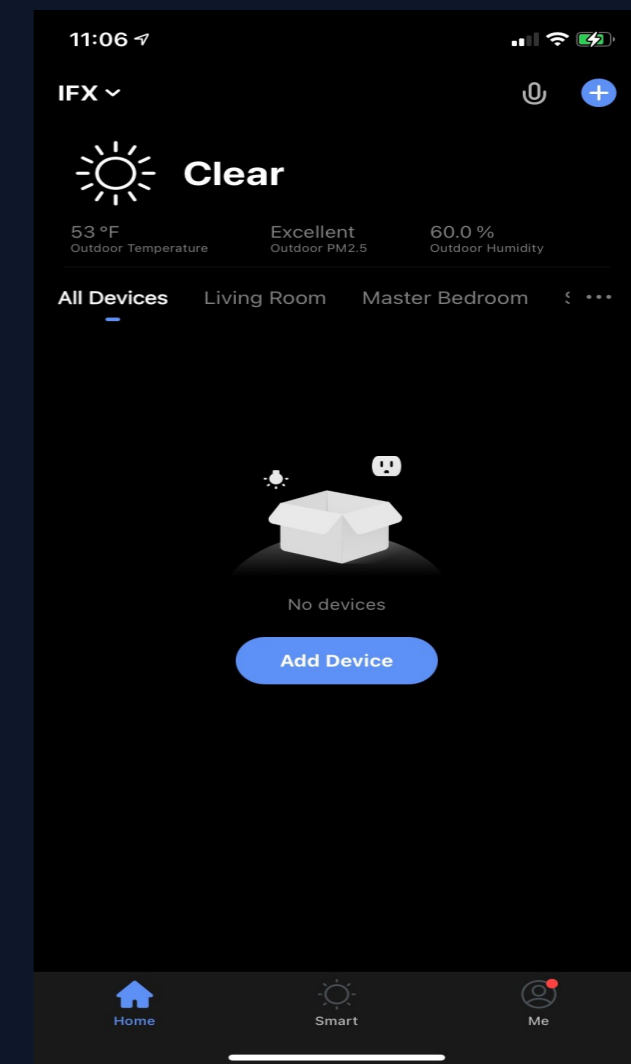 11:06
IFX
Clear
53 °F Excellent 60.0 %
Outdoor Temperature Outdoor PM2.5 Outdoor Humidity
All Devices Living Room Master Bedroom
No devices
Add Device
Home Smart Me